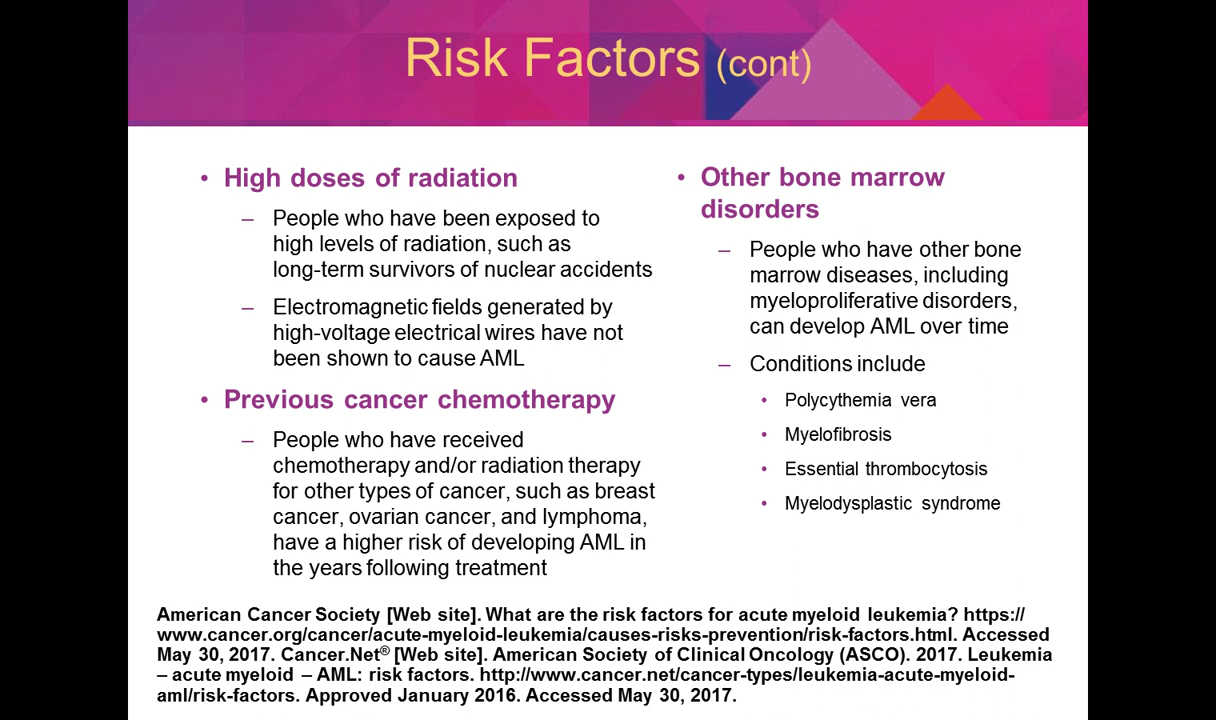 Risk Factors (cont)
• High doses of radiation
– People who have been exposed to
high levels of radiation, such as
long-term survivors of nuclear accidents
– Electromagnetic fields generated by
high-voltage electrical wires have not
been shown to cause AML
• Previous cancer chemotherapy
– People who have received
chemotherapy and/or radiation therapy
for other types of cancer, such as breast
cancer, ovarian cancer, and lymphoma,
have a higher risk of developing AML in
the years following treatment
• Other bone marrow
disorders
– People who have other bone
marrow diseases, including
myeloproliferative disorders,
can develop AML over time
– Conditions include
• Polycythemia vera
• Myelofibrosis
• Essential thrombocytosis
• Myelodysplastic syndrome
American Cancer Society [Web site]. What are the risk factors for acute myeloid leukemia? https://
www.cancer.org/cancer/acute-myeloid-leukemia/causes-risks-prevention/risk-factors.html. Accessed
May 30, 2017. Cancer.Net® [Web site]. American Society of Clinical Oncology (ASCO). 2017. Leukemia
– acute myeloid – AML: risk factors. http://www.cancer.net/cancer-types/leukemia-acute-myeloid-
aml/risk-factors. Approved January 2016. Accessed May 30, 2017.